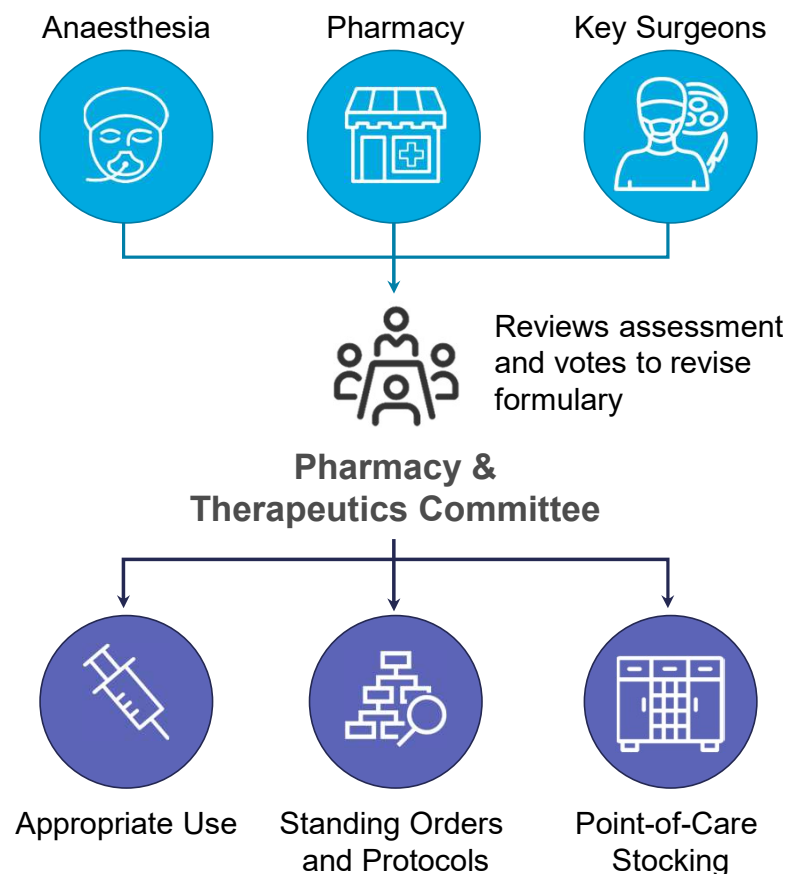 Anaesthesia
Pharmacy
Key Surgeons
Reviews assessment
and votes to revise
formulary
Pharmacy &
Therapeutics Committee
Appropriate Use
Standing Orders
and Protocols
Point-of-Care
Stocking